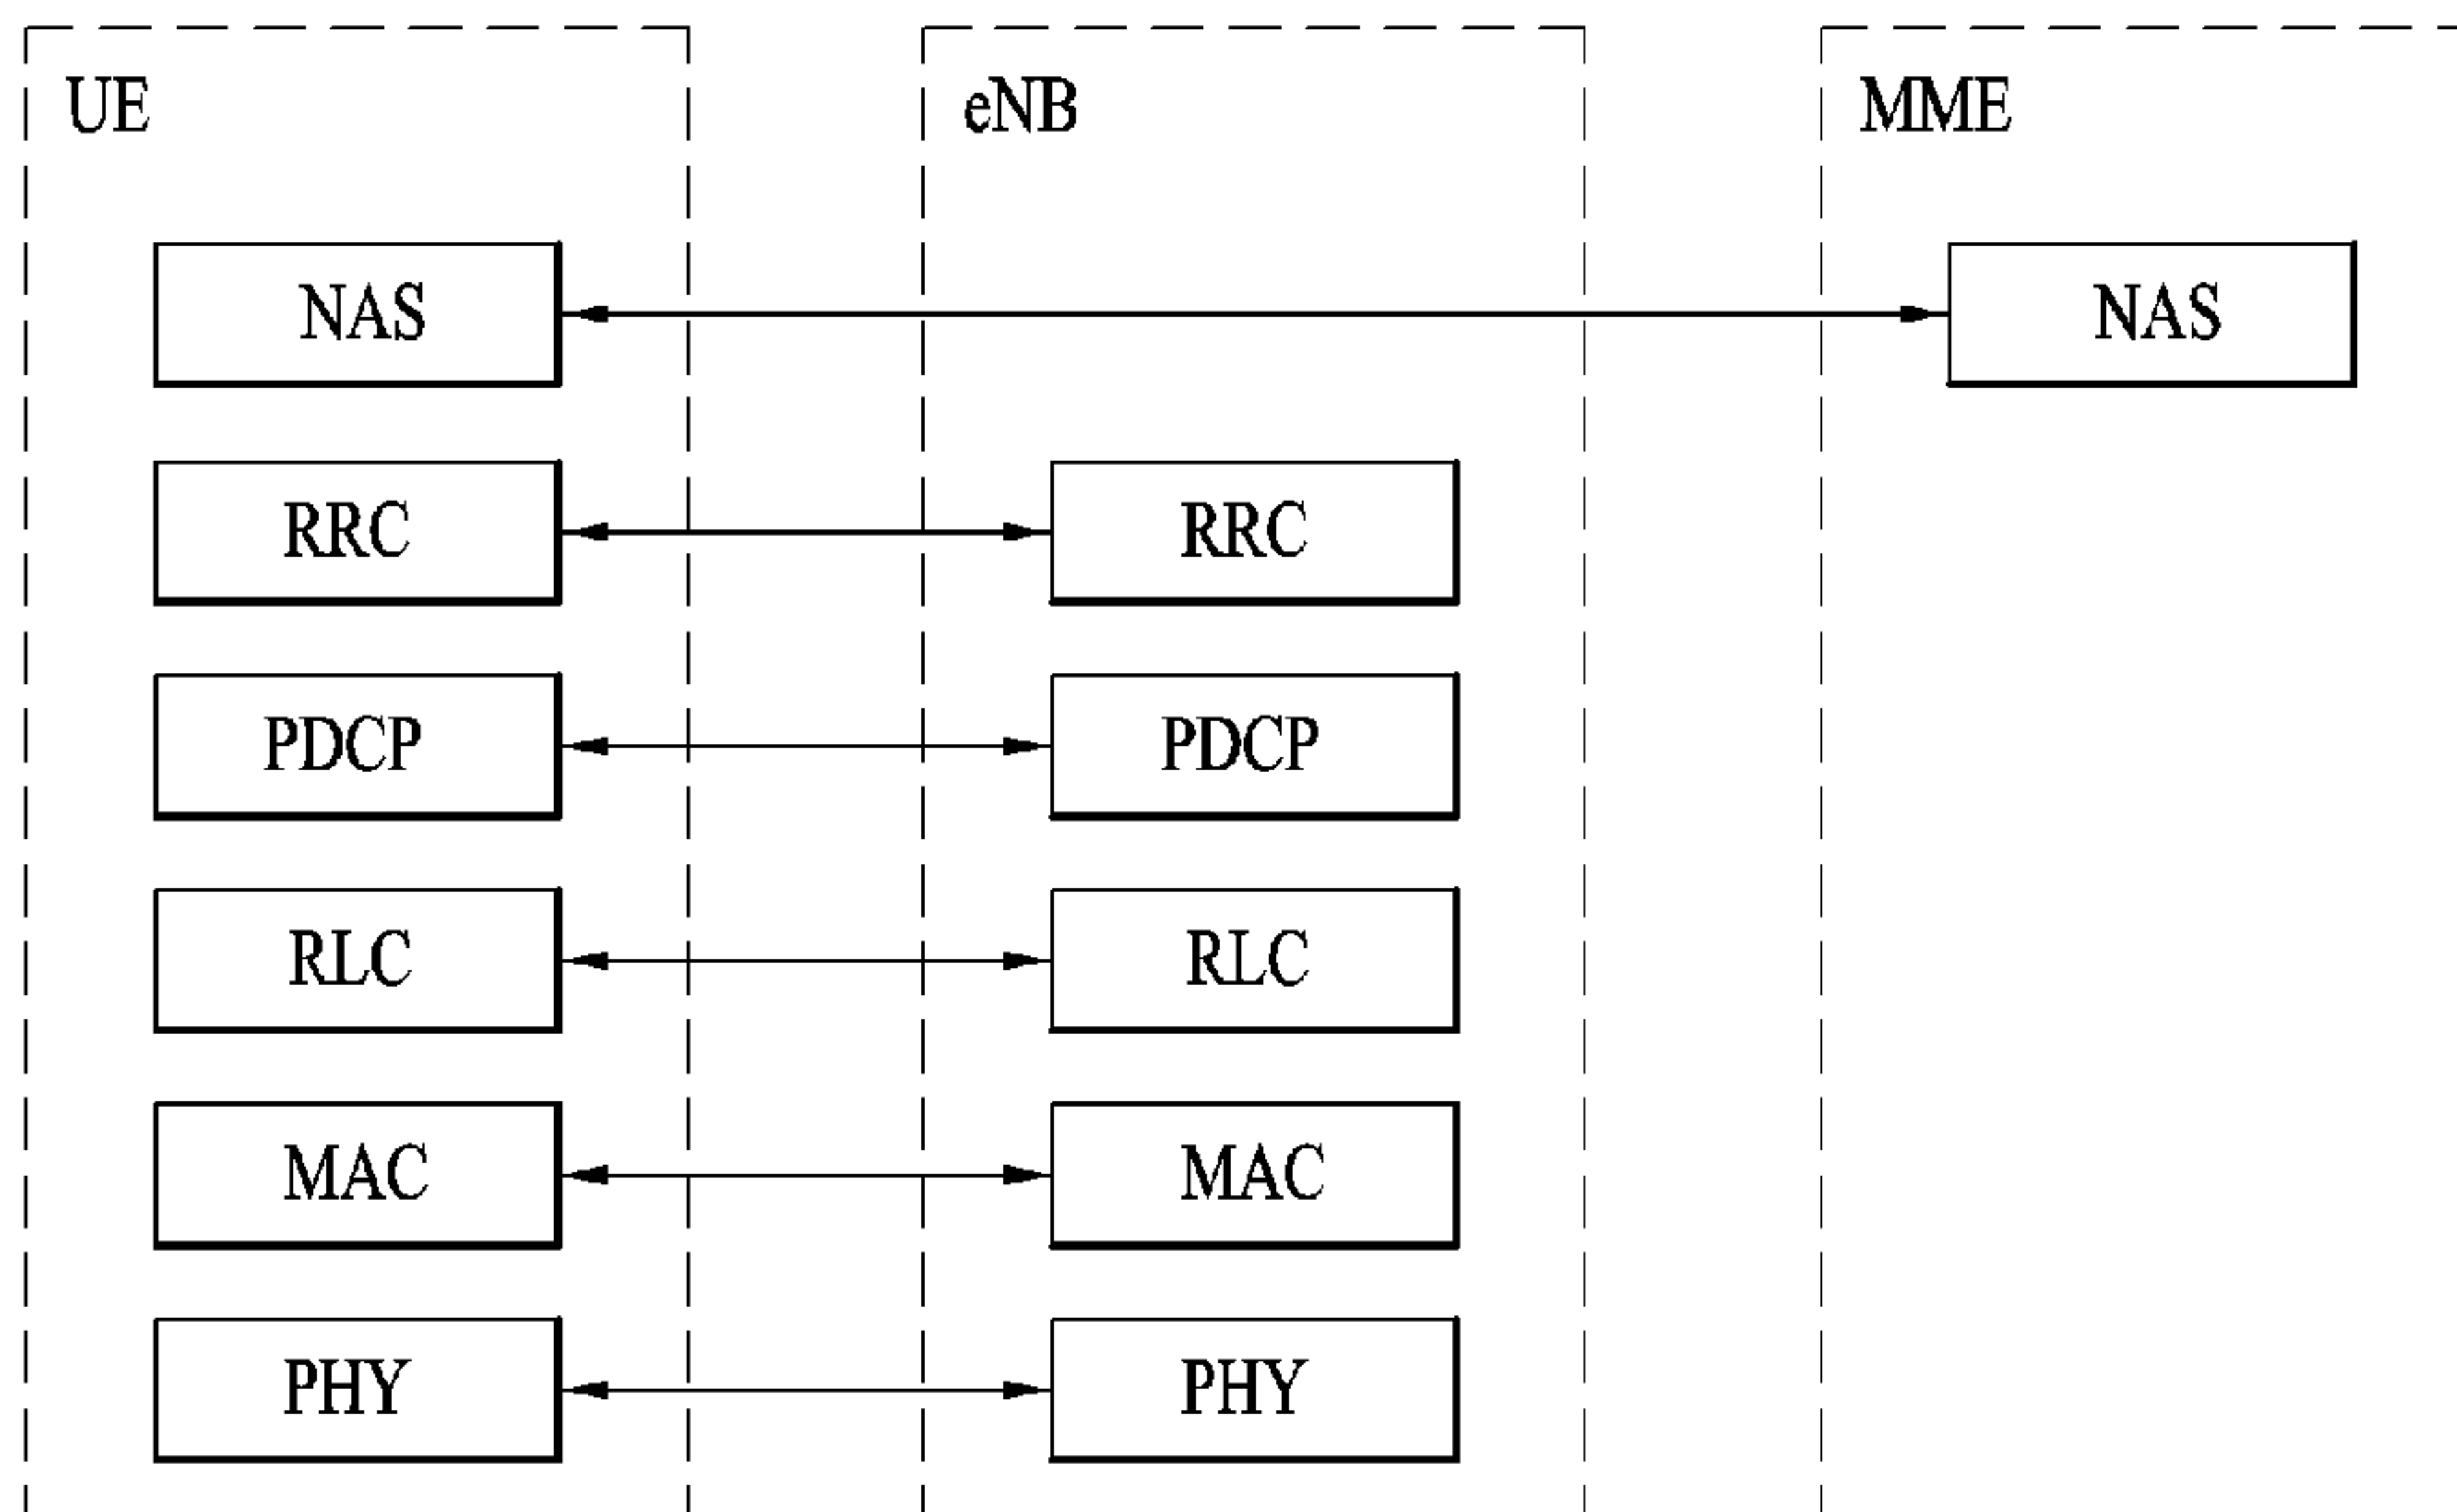 UE eNB MME
NAS NAS
RRC RRC
PDCP PDCP
RLC RLC
MAC MAC
PHY PHY